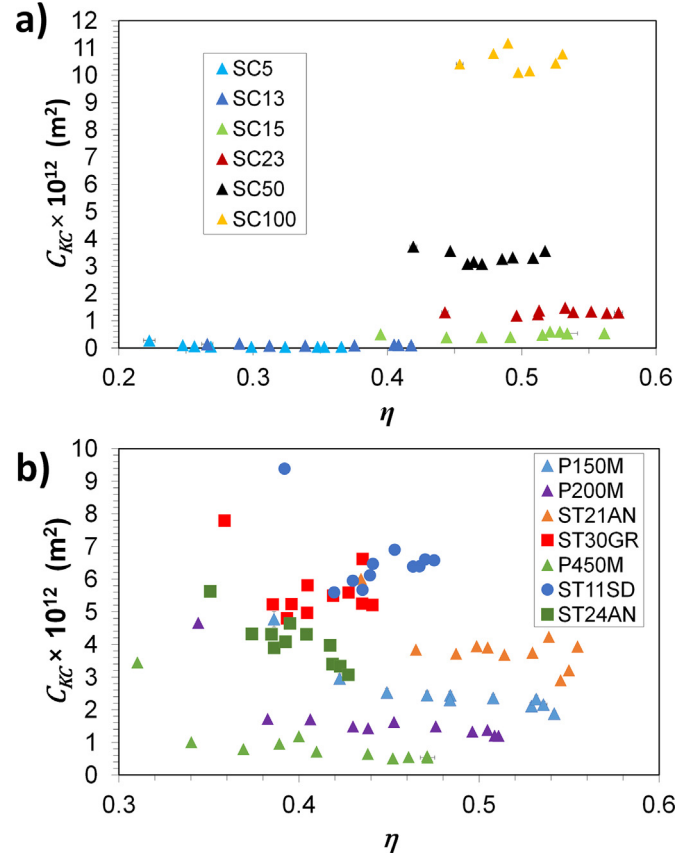 a)
12
11
10
9
8
7
6
5
4
3
2
1
0
C_KC × 10¹² (m²)
SC5
SC13
SC15
SC23
SC50
SC100
0.2 0.3 0.4 0.5 0.6
η
b)
10
9
8
7
6
5
4
3
2
1
0
C_KC × 10¹² (m²)
P150M
P200M
ST21AN
ST30GR
P450M
ST11SD
ST24AN
0.3 0.4 0.5 0.6
η